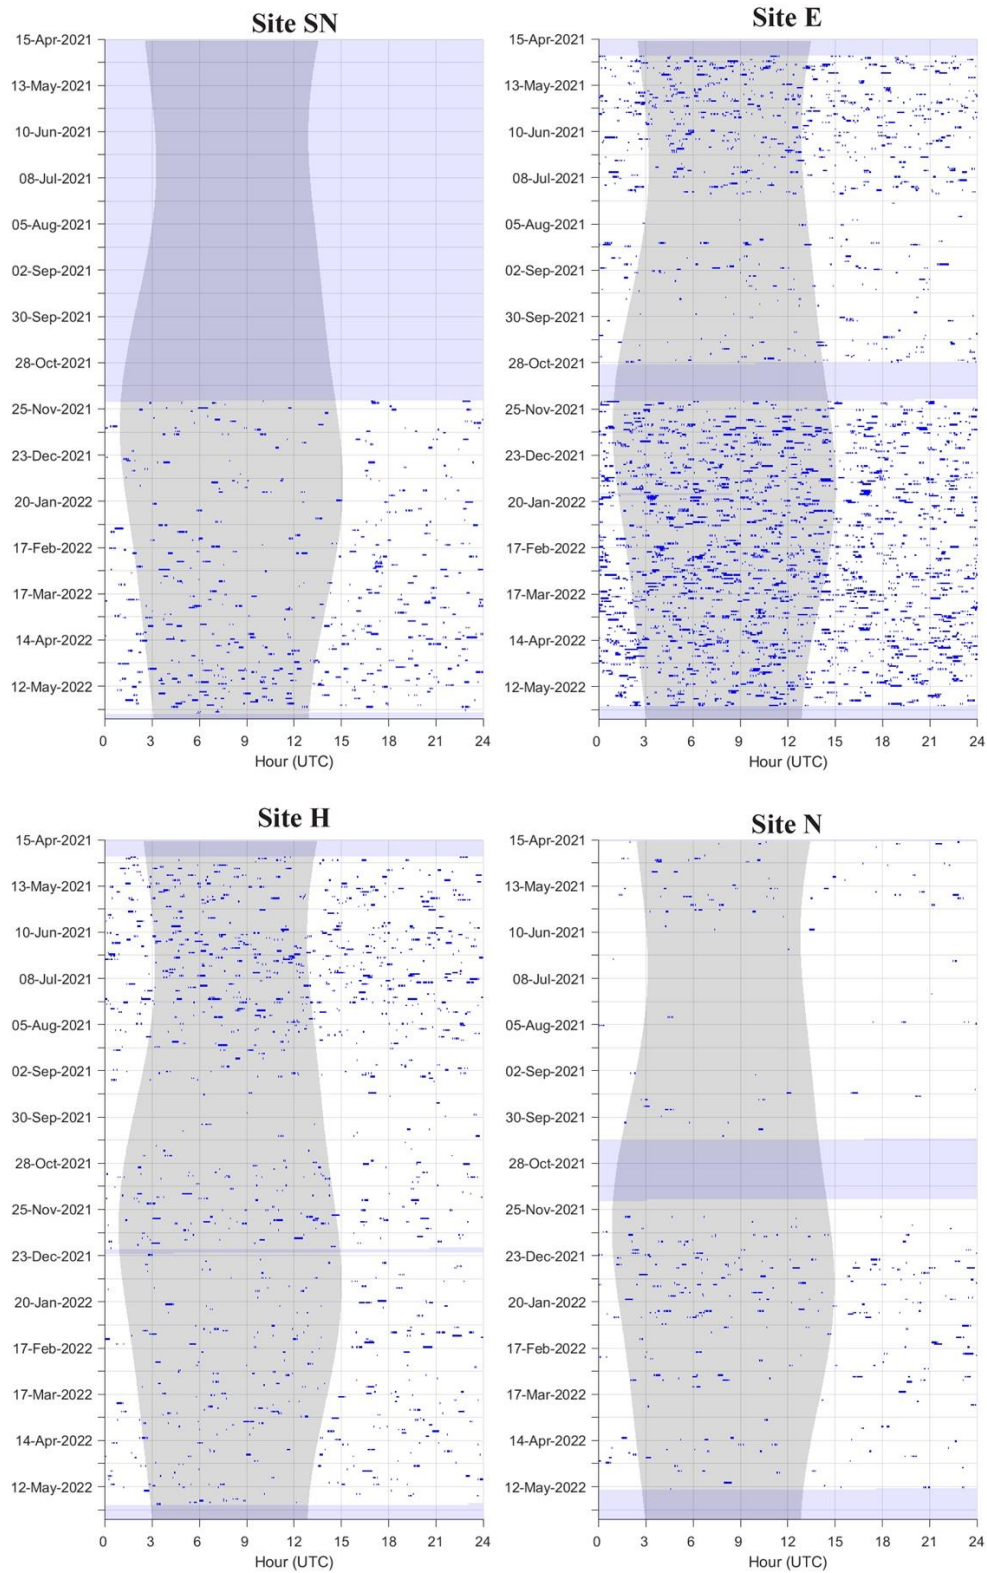 Site SN
15-Apr-2021
13-May-2021
10-Jun-2021
08-Jul-2021
05-Aug-2021
02-Sep-2021
30-Sep-2021
28-Oct-2021
25-Nov-2021
23-Dec-2021
20-Jan-2022
17-Feb-2022
17-Mar-2022
14-Apr-2022
12-May-2022
0 3 6 9 12 15 18 21 24
Hour (UTC)
Site E
15-Apr-2021
13-May-2021
10-Jun-2021
08-Jul-2021
05-Aug-2021
02-Sep-2021
30-Sep-2021
28-Oct-2021
25-Nov-2021
23-Dec-2021
20-Jan-2022
17-Feb-2022
17-Mar-2022
14-Apr-2022
12-May-2022
0 3 6 9 12 15 18 21 24
Hour (UTC)
Site H
15-Apr-2021
13-May-2021
10-Jun-2021
08-Jul-2021
05-Aug-2021
02-Sep-2021
30-Sep-2021
28-Oct-2021
25-Nov-2021
23-Dec-2021
20-Jan-2022
17-Feb-2022
17-Mar-2022
14-Apr-2022
12-May-2022
0 3 6 9 12 15 18 21 24
Hour (UTC)
Site N
15-Apr-2021
13-May-2021
10-Jun-2021
08-Jul-2021
05-Aug-2021
02-Sep-2021
30-Sep-2021
28-Oct-2021
25-Nov-2021
23-Dec-2021
20-Jan-2022
17-Feb-2022
17-Mar-2022
14-Apr-2022
12-May-2022
0 3 6 9 12 15 18 21 24
Hour (UTC)